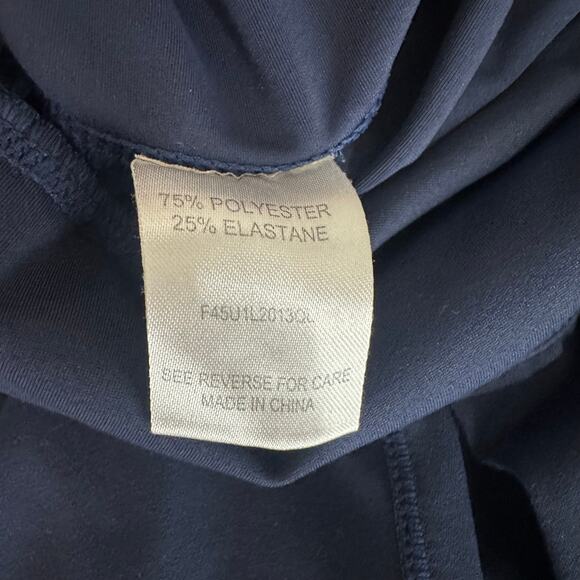 75% POLYESTER
25% ELASTANE
F45U1L2013QL
SEE REVERSE FOR CARE
MADE IN CHINA